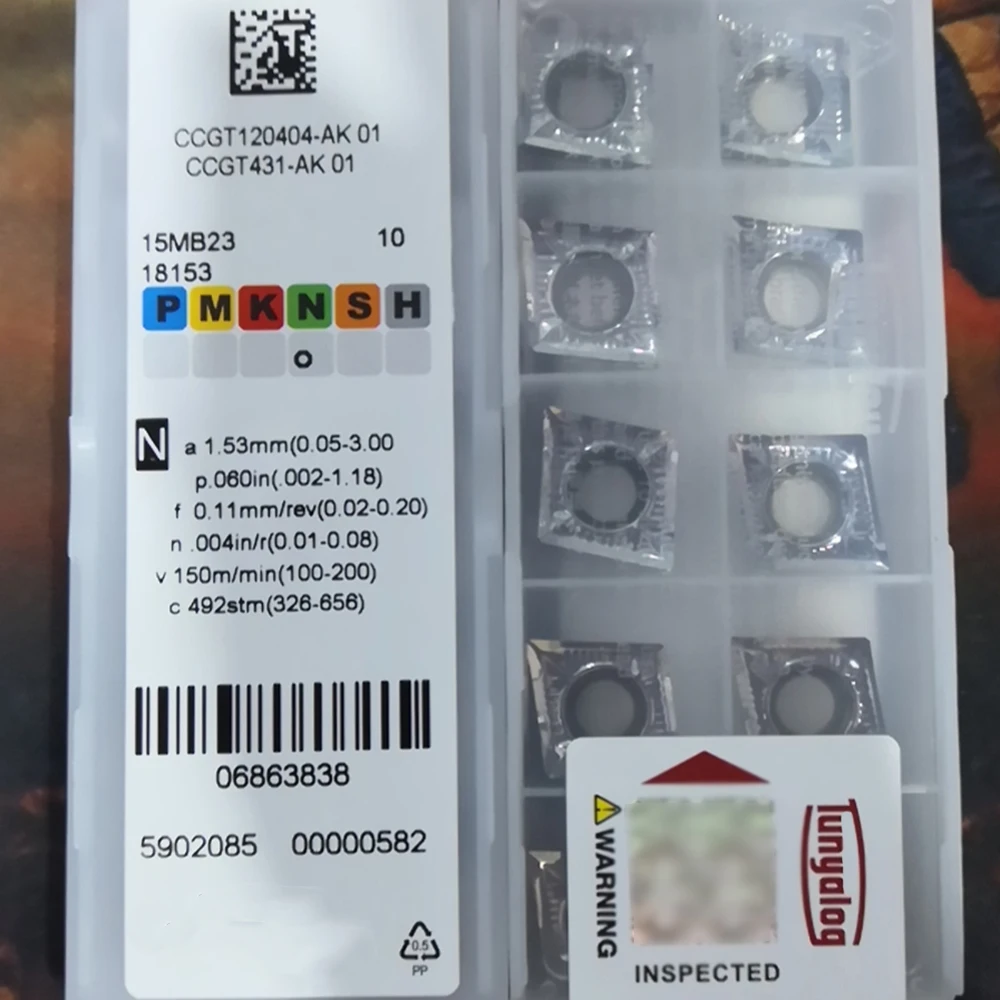 CCGT120404-AK 01
CCGT431-AK 01
15MB23 10
18153
P M K N S H
o
N a 1.53mm(0.05-3.00
p.060in(.002-1.18)
f 0.11mm/rev(0.02-0.20)
n .004in/r(0.01-0.08)
v 150m/min(100-200)
c 492stm(326-656)
06863838
5902085 00000582
0.5
PP
WARNING
Tunyalog
INSPECTED